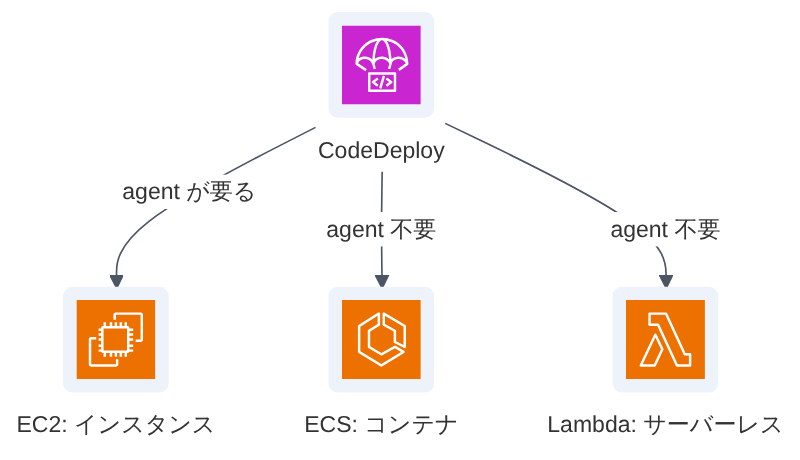 CodeDeploy
agent が要る
agent 不要
agent 不要
EC2: インスタンス
ECS: コンテナ
Lambda: サーバーレス